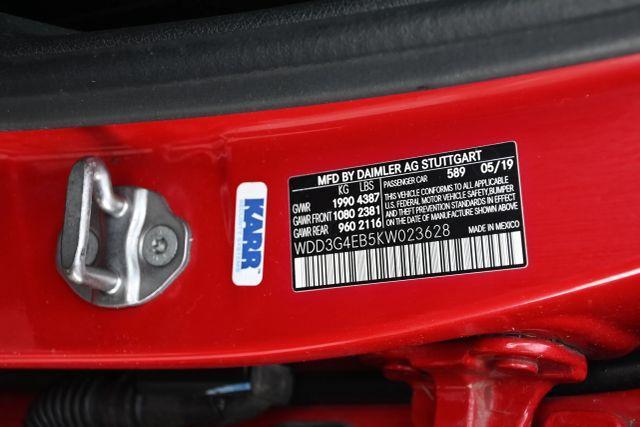 MFD BY DAIMLER AG STUTTGART
KG LBS PASSENGER CAR 589 05/19
GVWR 1990 4387
GAWR FRONT 1080 2381
GAWR REAR 960 2116
THIS VEHICLE CONFORMS TO ALL APPLICABLE
U.S. FEDERAL MOTOR VEHICLE SAFETY,BUMPER
AND THEFT PREVENTION STANDARDS IN EFFECT
ON THE DATE OF MANUFACTURE SHOWN ABOVE.
WDD3G4EB5KW023628 MADE IN MEXICO
KARR